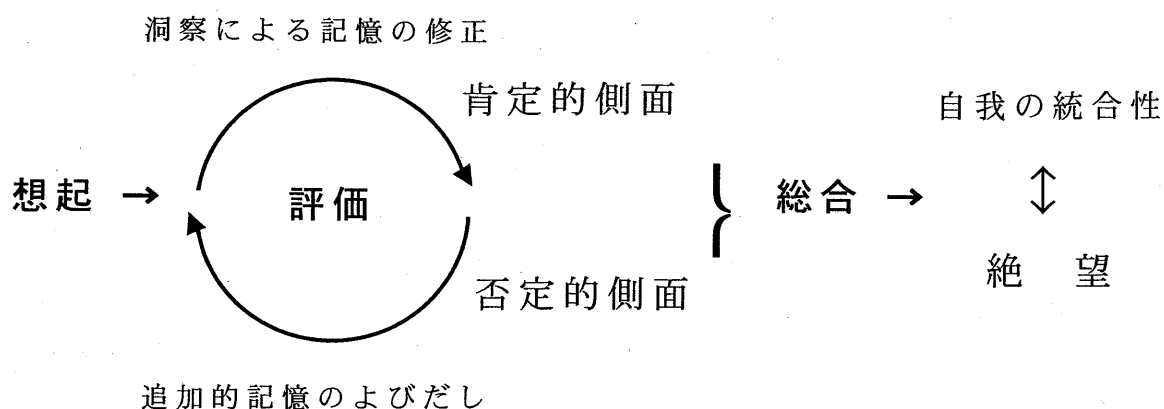 洞察による記憶の修正
肯定的側面
自我の統合性
想起 → 評価 } 総合 → ↕
絶 望
否定的側面
追加的記憶のよびだし